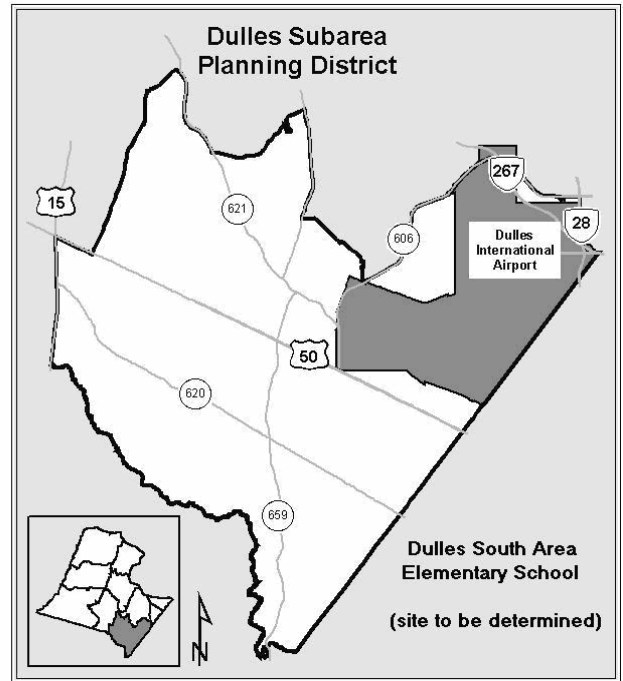 Dulles Subarea
Planning District
267
15
621
28
606
Dulles
International
Airport
50
620
659
Dulles South Area
Elementary School
(site to be determined)
N